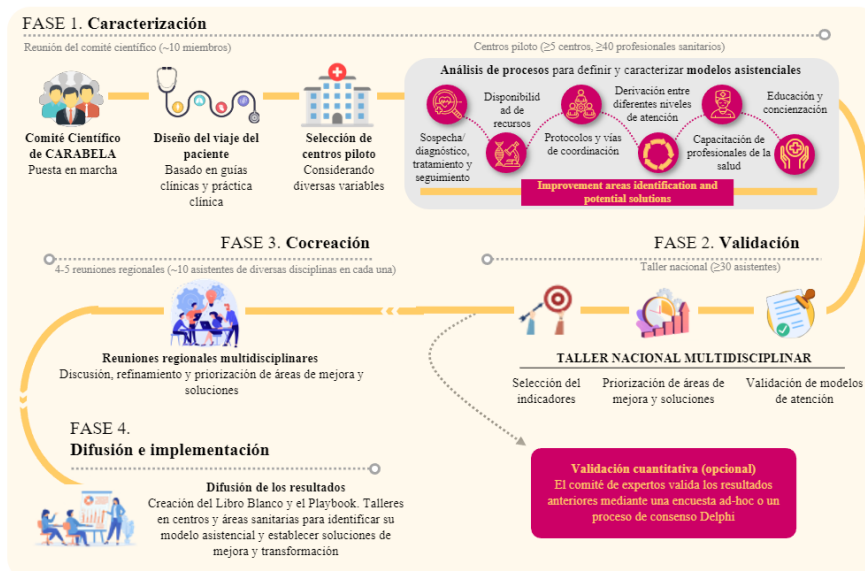 FASE 1. Caracterización
Reunión del comité científico (~10 miembros)
Centros piloto (≥5 centros, ≥40 profesionales sanitarios)
Comité Científico
de CARABELA
Puesta en marcha
Diseño del viaje del
paciente
Basado en guías
clínicas y práctica
clínica
Selección de
centros piloto
Considerando
diversas variables
Análisis de procesos para definir y caracterizar modelos asistenciales
Sospecha/
diagnóstico,
tratamiento y
seguimiento
Disponibilid
ad de
recursos
Protocolos y vías
de coordinación
Derivación entre
diferentes niveles
de atención
Capacitación de
profesionales de la
salud
Educación y
concienzación
Improvement areas identification and
potential solutions
FASE 2. Validación
Taller nacional (≥30 asistentes)
TALLER NACIONAL MULTIDISCIPLINAR
Selección del
indicadores
Priorización de áreas de
mejora y soluciones
Validación de modelos
de atención
Validación cuantitativa (opcional)
El comité de expertos valida los resultados
anteriores mediante una encuesta ad-hoc o un
proceso de consenso Delphi
FASE 3. Cocreación
4-5 reuniones regionales (~10 asistentes de diversas disciplinas en cada una)
Reuniones regionales multidisciplinares
Discusión, refinamiento y priorización de áreas de mejora y
soluciones
FASE 4.
Difusión e implementación
Difusión de los resultados
Creación del Libro Blanco y el Playbook. Talleres
en centros y áreas sanitarias para identificar su
modelo asistencial y establecer soluciones de
mejora y transformación